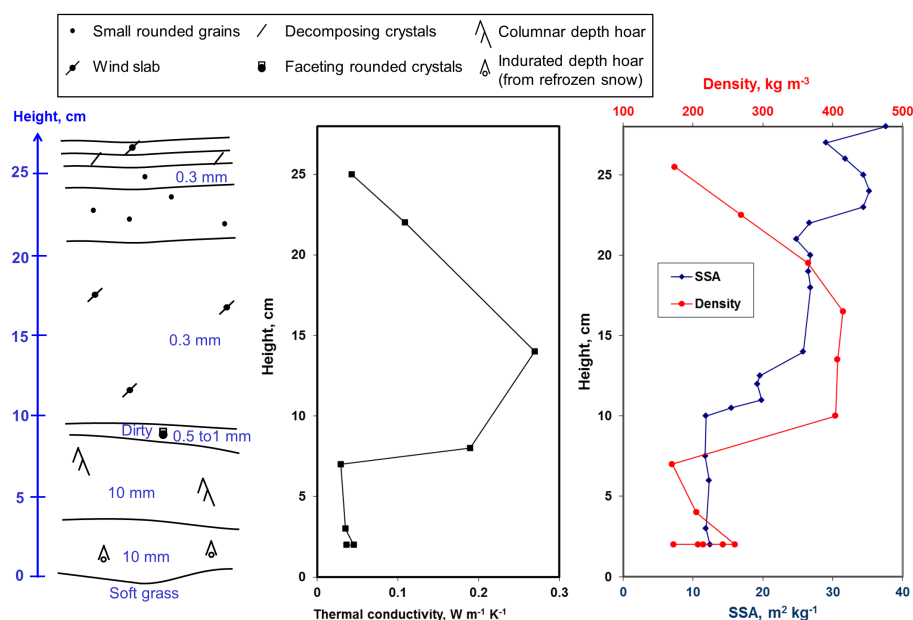 Small rounded grains
Decomposing crystals
Columnar depth hoar
Wind slab
Faceting rounded crystals
Indurated depth hoar
(from refrozen snow)
Height, cm
25
20
15
10
5
0
0.3 mm
0.3 mm
Dirty
0.5 to1 mm
10 mm
10 mm
Soft grass
Height, cm
25
20
15
10
5
0
0
0.1
0.2
0.3
Thermal conductivity, W m-1 K-1
Density, kg m-3
100
200
300
400
500
Height, cm
25
20
15
10
5
0
SSA
Density
0
10
20
30
40
SSA, m2 kg-1